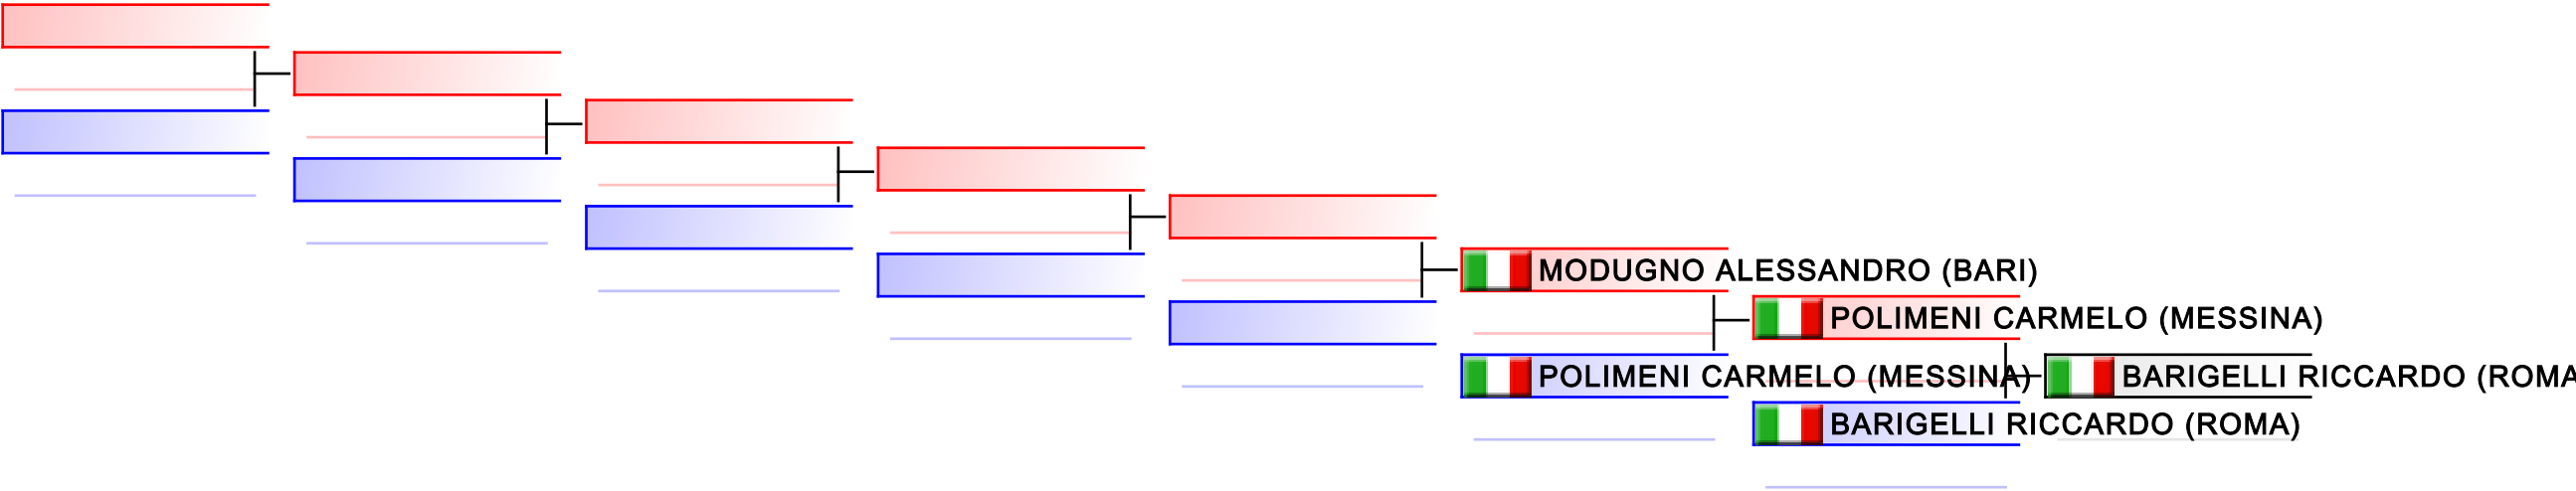 MODUGNO ALESSANDRO (BARI)
POLIMENI CARMELO (MESSINA)
POLIMENI CARMELO (MESSINA)
BARIGELLI RICCARDO (ROMA
BARIGELLI RICCARDO (ROMA)